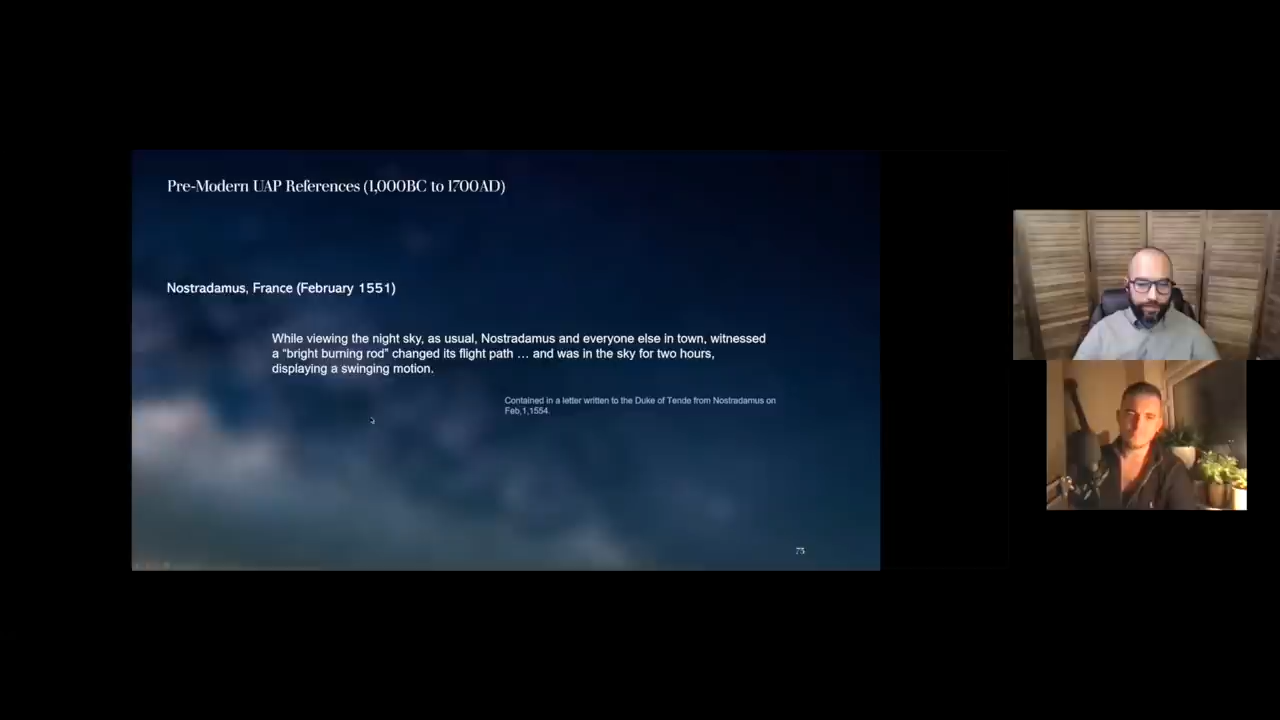 Pre-Modern UAP References (1,000BC to 1700AD)
Nostradamus, France (February 1551)
While viewing the night sky, as usual, Nostradamus and everyone else in town, witnessed
a “bright burning rod” changed its flight path … and was in the sky for two hours,
displaying a swinging motion.
Contained in a letter written to the Duke of Tende from Nostradamus on
Feb,1,1554.
75